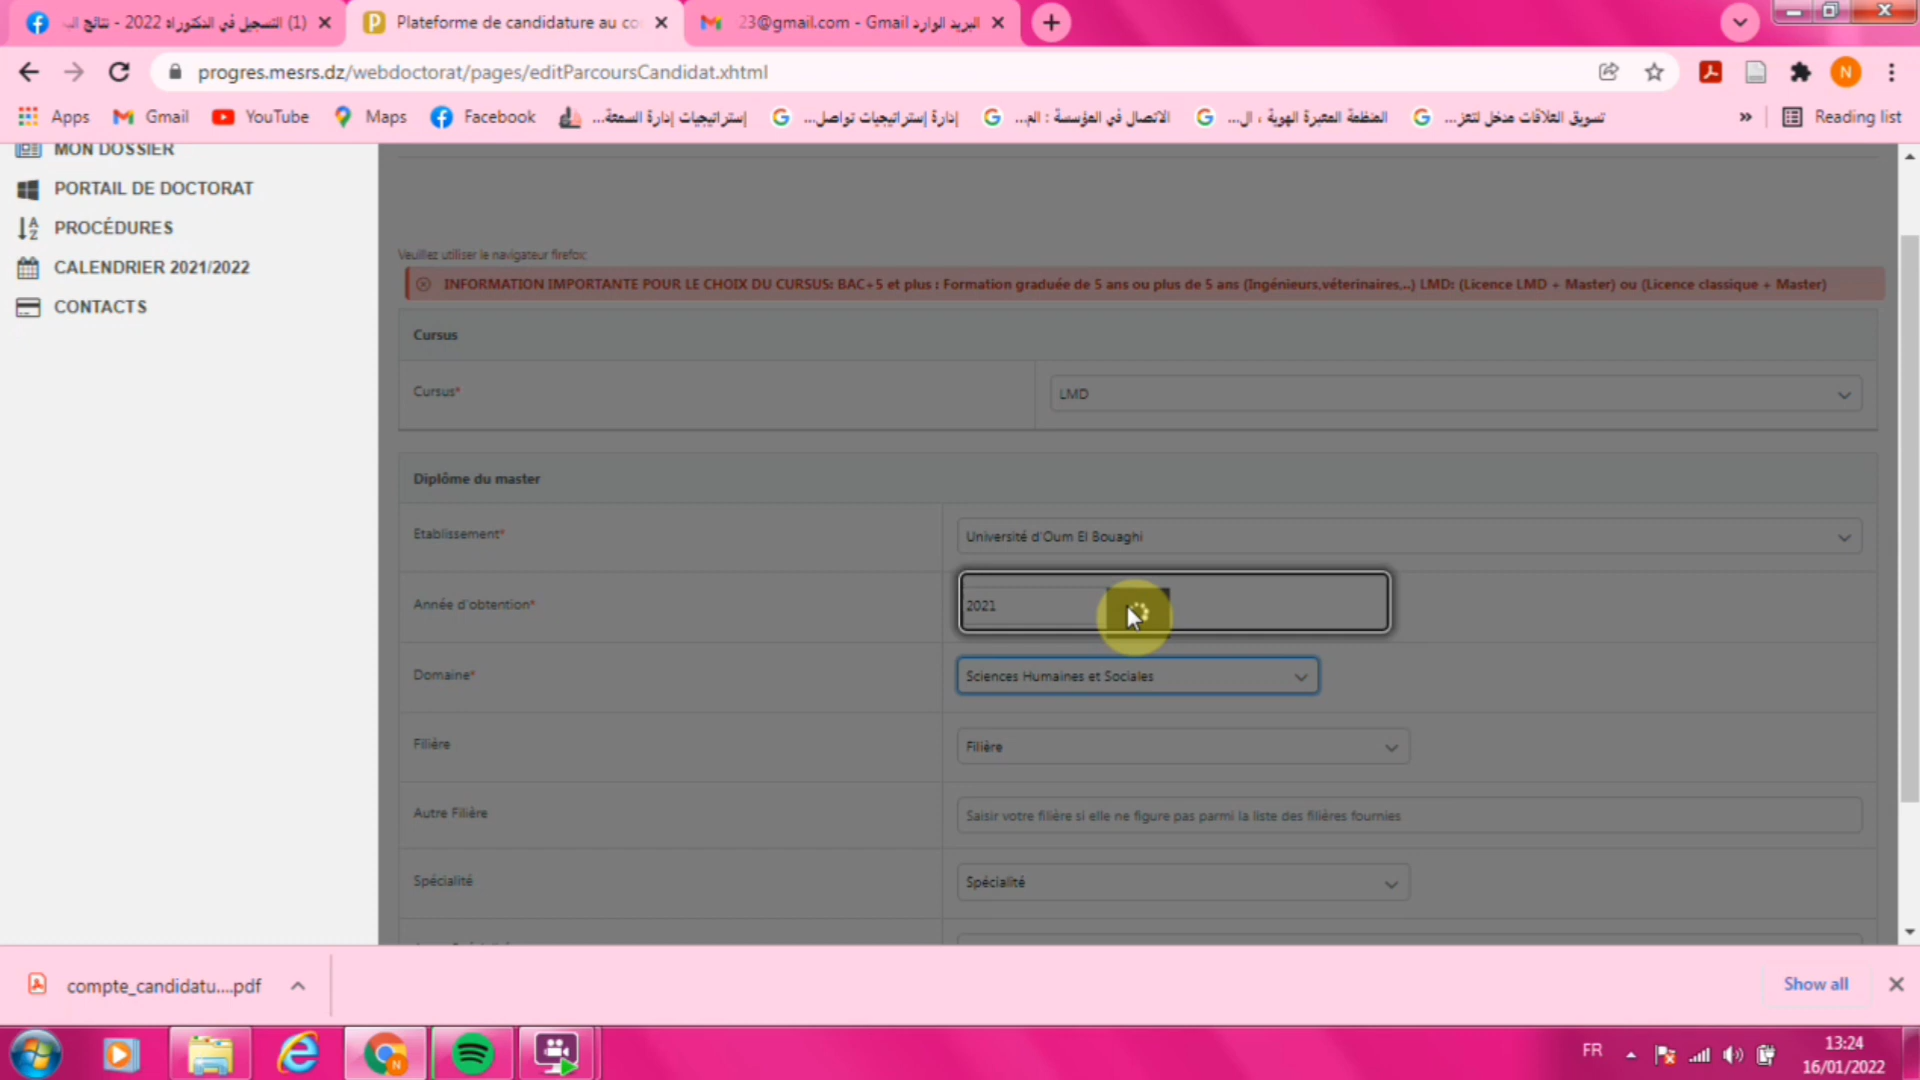 (1) التسجيل في الدكتوراه 2022 - نتائج الب
Plateforme de candidature au co
البريد الوارد - 23@gmail.com - Gmail
progres.mesrs.dz/webdoctorat/pages/editParcoursCandidat.xhtml
N
Apps
Gmail
YouTube
Maps
Facebook
إستراتيجيات إدارة السمعة...
إدارة إستراتيجيات تواصل...
الاتصال في المؤسسة : الم...
المنظمة المعتبرة الهوية ، ال...
تسويق العلاقات مدخل لتعز...
»
Reading list
MON DOSSIER
PORTAIL DE DOCTORAT
PROCÉDURES
CALENDRIER 2021/2022
CONTACTS
Veuillez utiliser le navigateur firefox
INFORMATION IMPORTANTE POUR LE CHOIX DU CURSUS: BAC+5 et plus : Formation graduée de 5 ans ou plus de 5 ans (Ingénieurs,véterinaires,..) LMD: (Licence LMD + Master) ou (Licence classique + Master)
Cursus
Cursus*
LMD
Diplôme du master
Etablissement*
Université d'Oum El Bouaghi
Année d'obtention*
2021
Domaine*
Sciences Humaines et Sociales
Filière
Filière
Autre Filière
Saisir votre filière si elle ne figure pas parmi la liste des filières fournies
Spécialité
Spécialité
compte_candidatu....pdf
Show all
FR
13:24
16/01/2022